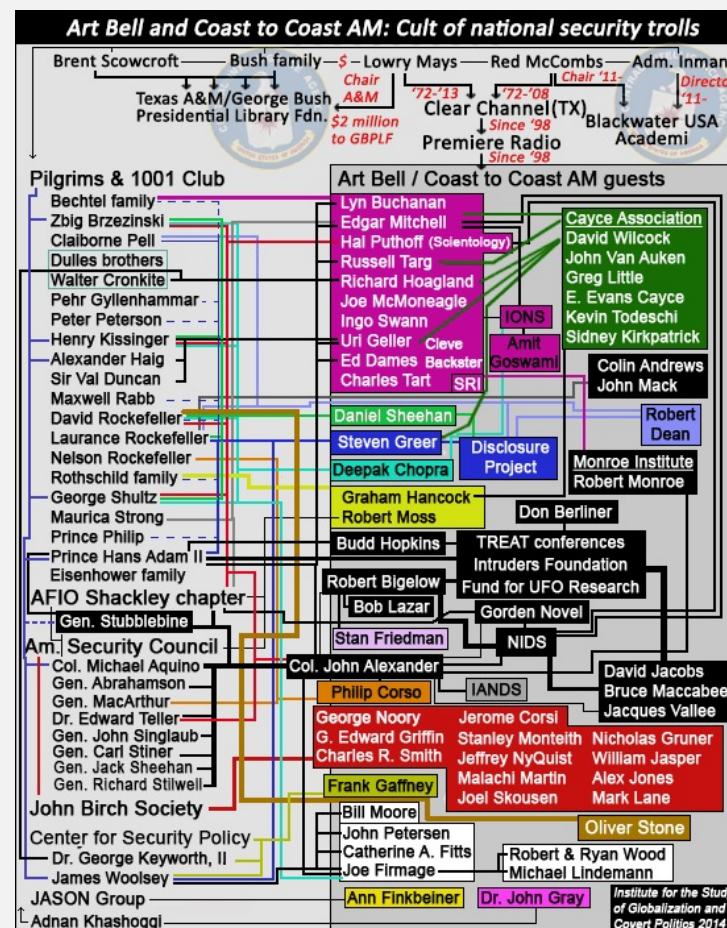 Art Bell and Coast to Coast AM: Cult of national security trolls
Brent Scowcroft Bush family $ Lowry Mays Red McCombs Adm. Inman
Chair A&M
'72-'13
'72-'08
Chair '11-
Directo
'11-
Texas A&M/George Bush
Presidential Library Fdn.
$2 million
to GBPLF
Clear Channel (TX)
Since '98
Premiere Radio
Since '98
Blackwater USA
Academi
Pilgrims & 1001 Club
Bechtel family
Zbig Brzezinski
Claiborne Pell
Dulles brothers
Walter Cronkite
Pehr Gyllenhammar
Peter Peterson
Henry Kissinger
Alexander Haig
Sir Val Duncan
Maxwell Rabb
David Rockefeller
Laurance Rockefeller
Nelson Rockefeller
Rothschild family
George Shultz
Maurica Strong
Prince Philip
Prince Hans Adam II
Eisenhower family
AFIO Shackley chapter
Gen. Stubblebine
Am. Security Council
Col. Michael Aquino
Gen. Abrahamson
Gen. MacArthur
Dr. Edward Teller
Gen. John Singlaub
Gen. Carl Stiner
Gen. Jack Sheehan
Gen. Richard Stilwell
John Birch Society
Center for Security Policy
Dr. George Keyworth, II
James Woolsey
JASON Group
Adnan Khashoggi
Art Bell / Coast to Coast AM guests
Lyn Buchanan
Edgar Mitchell
Hal Puthoff (Scientology)
Russell Targ
Richard Hoagland
Joe McMoneagle
Ingo Swann
Uri Geller
Cleve
Backster
Ed Dames
Charles Tart
SRI
IONS
Amit
Goswami
Cayce Association
David Wilcock
John Van Auken
Greg Little
E. Evans Cayce
Kevin Todeschi
Sidney Kirkpatrick
Colin Andrews
John Mack
Daniel Sheehan
Steven Greer
Deepak Chopra
Disclosure
Project
Robert
Dean
Monroe Institute
Robert Monroe
Graham Hancock
Robert Moss
Don Berliner
Budd Hopkins
TREAT conferences
Intruders Foundation
Fund for UFO Research
Robert Bigelow
Bob Lazar
Gorden Novel
Stan Friedman
NIDS
Col. John Alexander
Philip Corso
IANDS
David Jacobs
Bruce Maccabee
Jacques Vallee
George Noory
G. Edward Griffin
Charles R. Smith
Jerome Corsi
Stanley Monteith
Jeffrey NyQuist
Malachi Martin
Joel Skousen
Nicholas Gruner
William Jasper
Alex Jones
Mark Lane
Frank Gaffney
Oliver Stone
Bill Moore
John Petersen
Catherine A. Fitts
Joe Firmage
Robert & Ryan Wood
Michael Lindemann
Ann Finkbeiner
Dr. John Gray
Institute for the Stud
of Globalization and
Covert Politics 2014